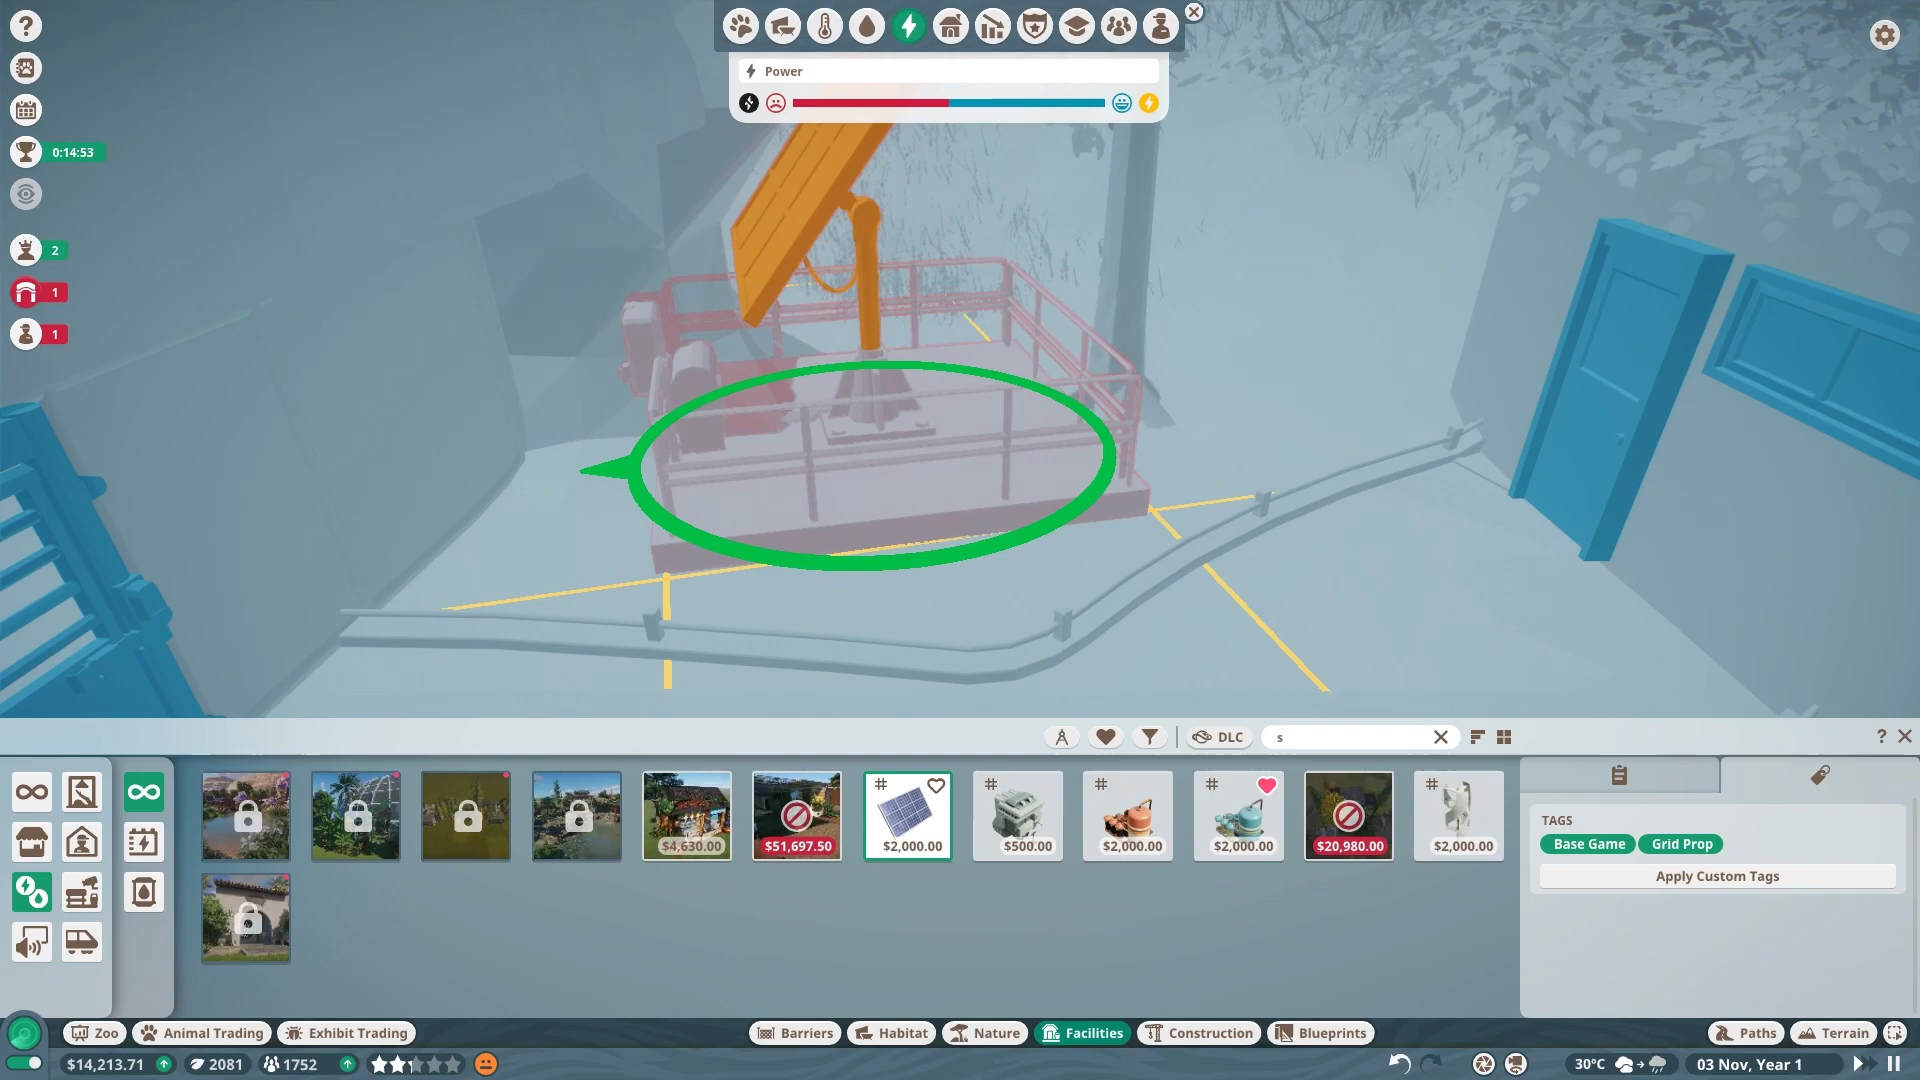 Power
0:14:53
2
1
1
DLC
s
?
$4,630.00
$51,697.50
$2,000.00
$500.00
$2,000.00
$2,000.00
$20,980.00
$2,000.00
TAGS
Base Game
Grid Prop
Apply Custom Tags
Zoo
Animal Trading
Exhibit Trading
Barriers
Habitat
Nature
Facilities
Construction
Blueprints
Paths
Terrain
$14,213.71
2081
1752
30°C
03 Nov, Year 1